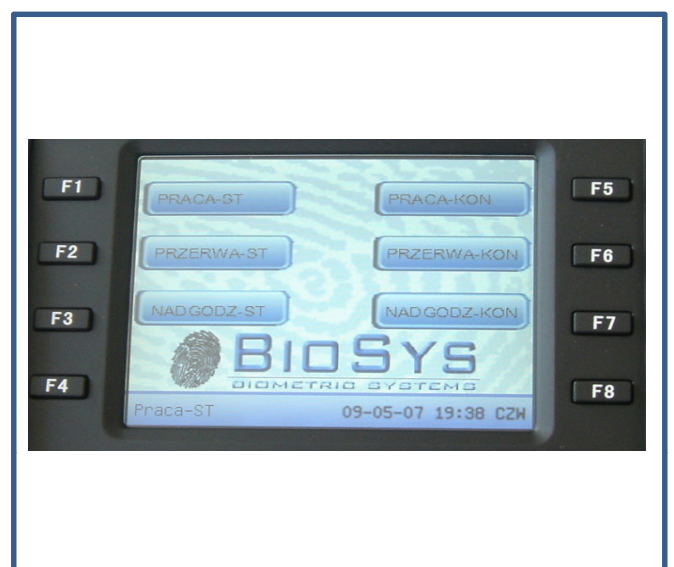 F1 PRACA-ST PRACA-KON F5
F2 PRZERWA-ST PRZERWA-KON F6
F3 NADGODZ-ST NADGODZ-KON F7
BIOSYS
BIOMETRIC SYSTEMS
F4 F8
Praca-ST 09-05-07 19:38 CZW